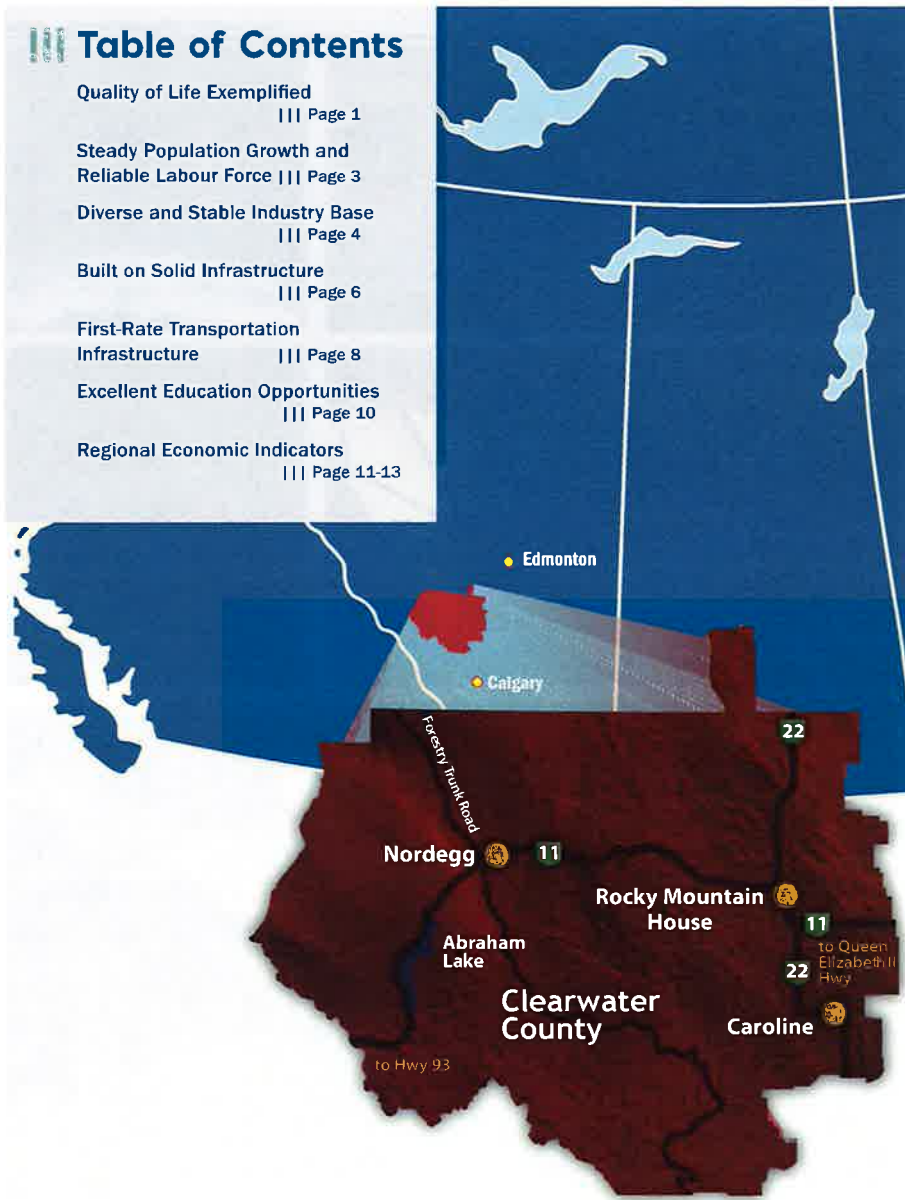 Table of Contents
Quality of Life Exemplified
||| Page 1
Steady Population Growth and
Reliable Labour Force ||| Page 3
Diverse and Stable Industry Base
||| Page 4
Built on Solid Infrastructure
||| Page 6
First-Rate Transportation
Infrastructure ||| Page 8
Excellent Education Opportunities
||| Page 10
Regional Economic Indicators
||| Page 11-13
Edmonton
Calgary
22
Forestry Trunk Road
Nordegg
11
Rocky Mountain
House
11
to Queen
Elizabeth II
Hwy
22
Abraham
Lake
Clearwater
County
Caroline
to Hwy 93